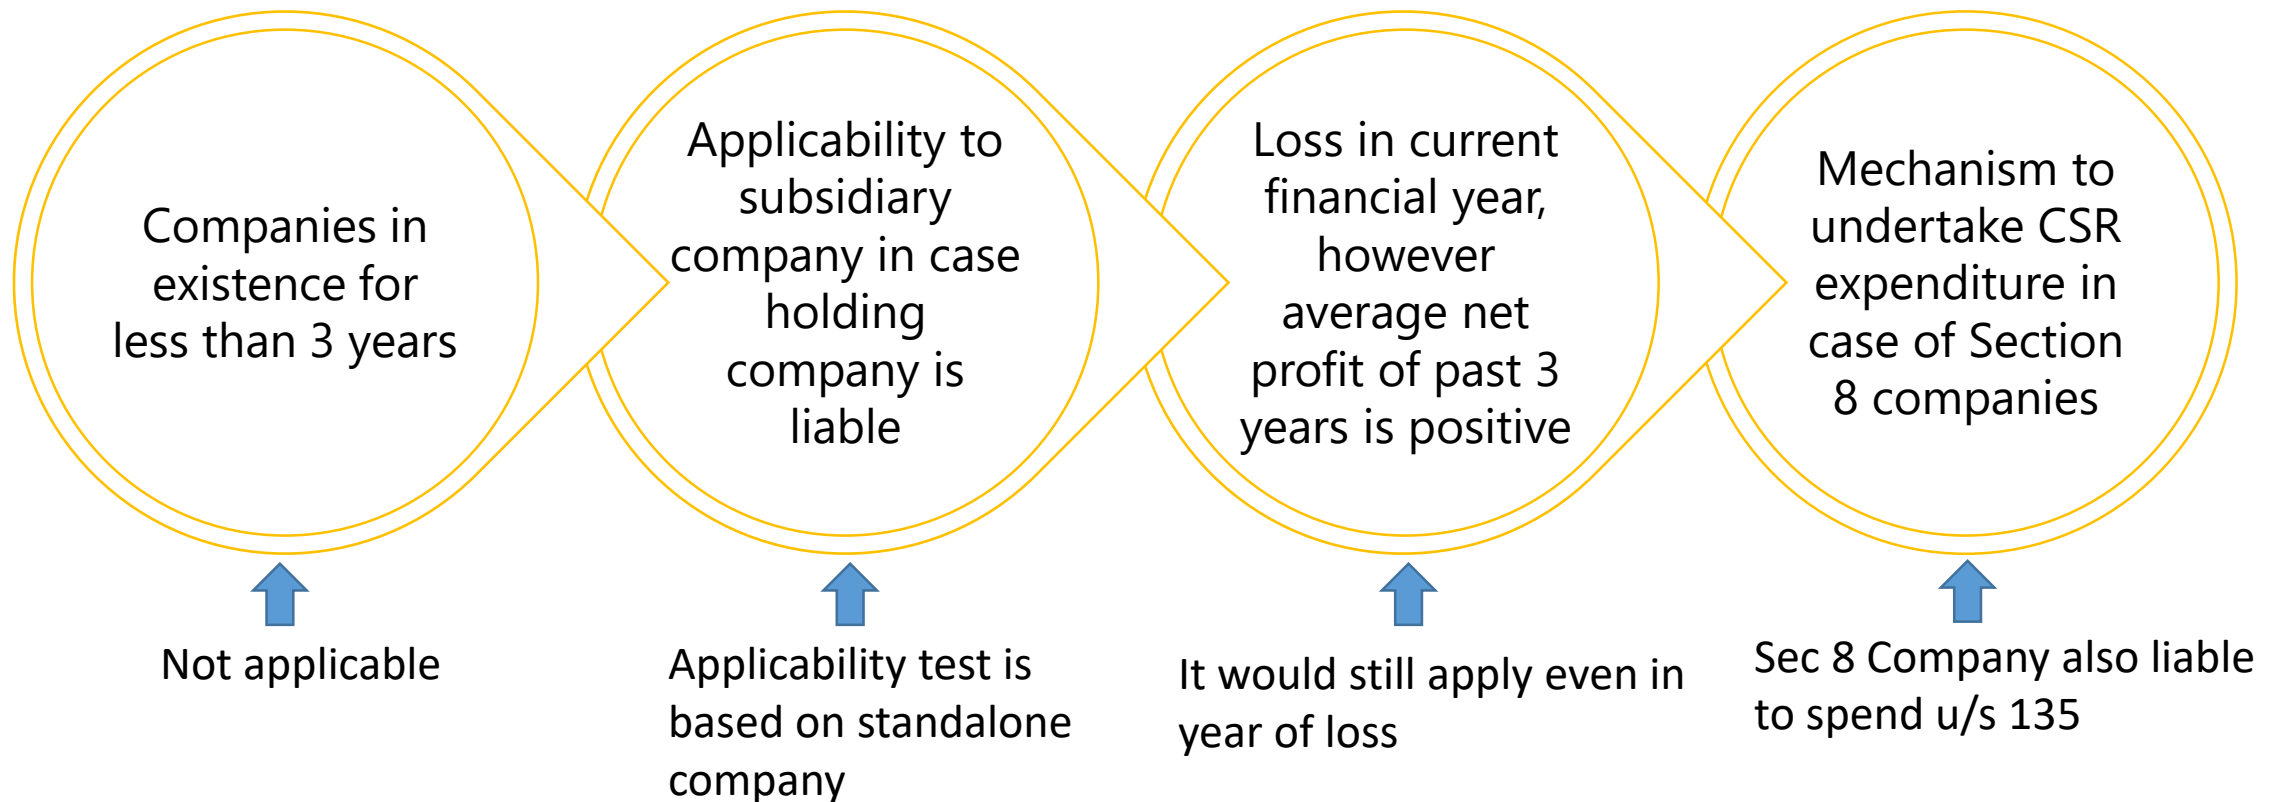 Companies in
existence for
less than 3 years
Applicability to
subsidiary
company in case
holding
company is
liable
Loss in current
financial year,
however
average net
profit of past 3
years is positive
Mechanism to
undertake CSR
expenditure in
case of Section
8 companies
Not applicable
Applicability test is
based on standalone
company
It would still apply even in
year of loss
Sec 8 Company also liable
to spend u/s 135